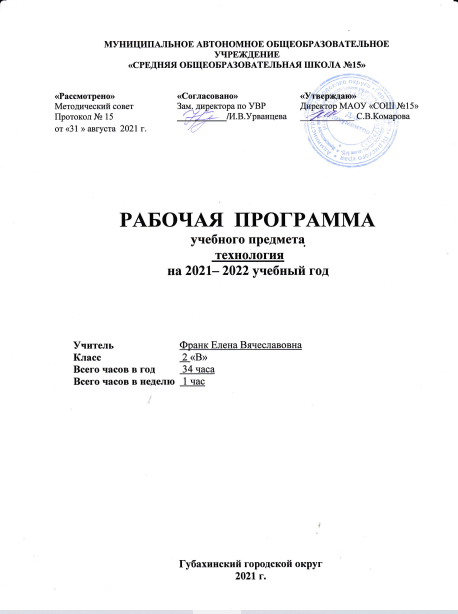 МУНИЦИПАЛЬНОЕ АВТОНОМНОЕ ОБЩЕОБРАЗОВАТЕЛЬНОЕ
УЧРЕЖДЕНИЕ
«СРЕДНЯЯ ОБЩЕОБРАЗОВАТЕЛЬНАЯ ШКОЛА №15»
«Рассмотрено» «Согласовано» «Утверждаю»
Методический совет Зам. директора по УВР Директор МАОУ «СОШ №15»
Протокол № 15 /И.В.Урванцева С.В.Комарова
от «31 » августа 2021 г.
РАБОЧАЯ ПРОГРАММА
учебного предмета
технология
на 2021– 2022 учебный год
Учитель Франк Елена Вячеславовна
Класс 2 «В»
Всего часов в год 34 часа
Всего часов в неделю 1 час
Губахинский городской округ
2021 г.